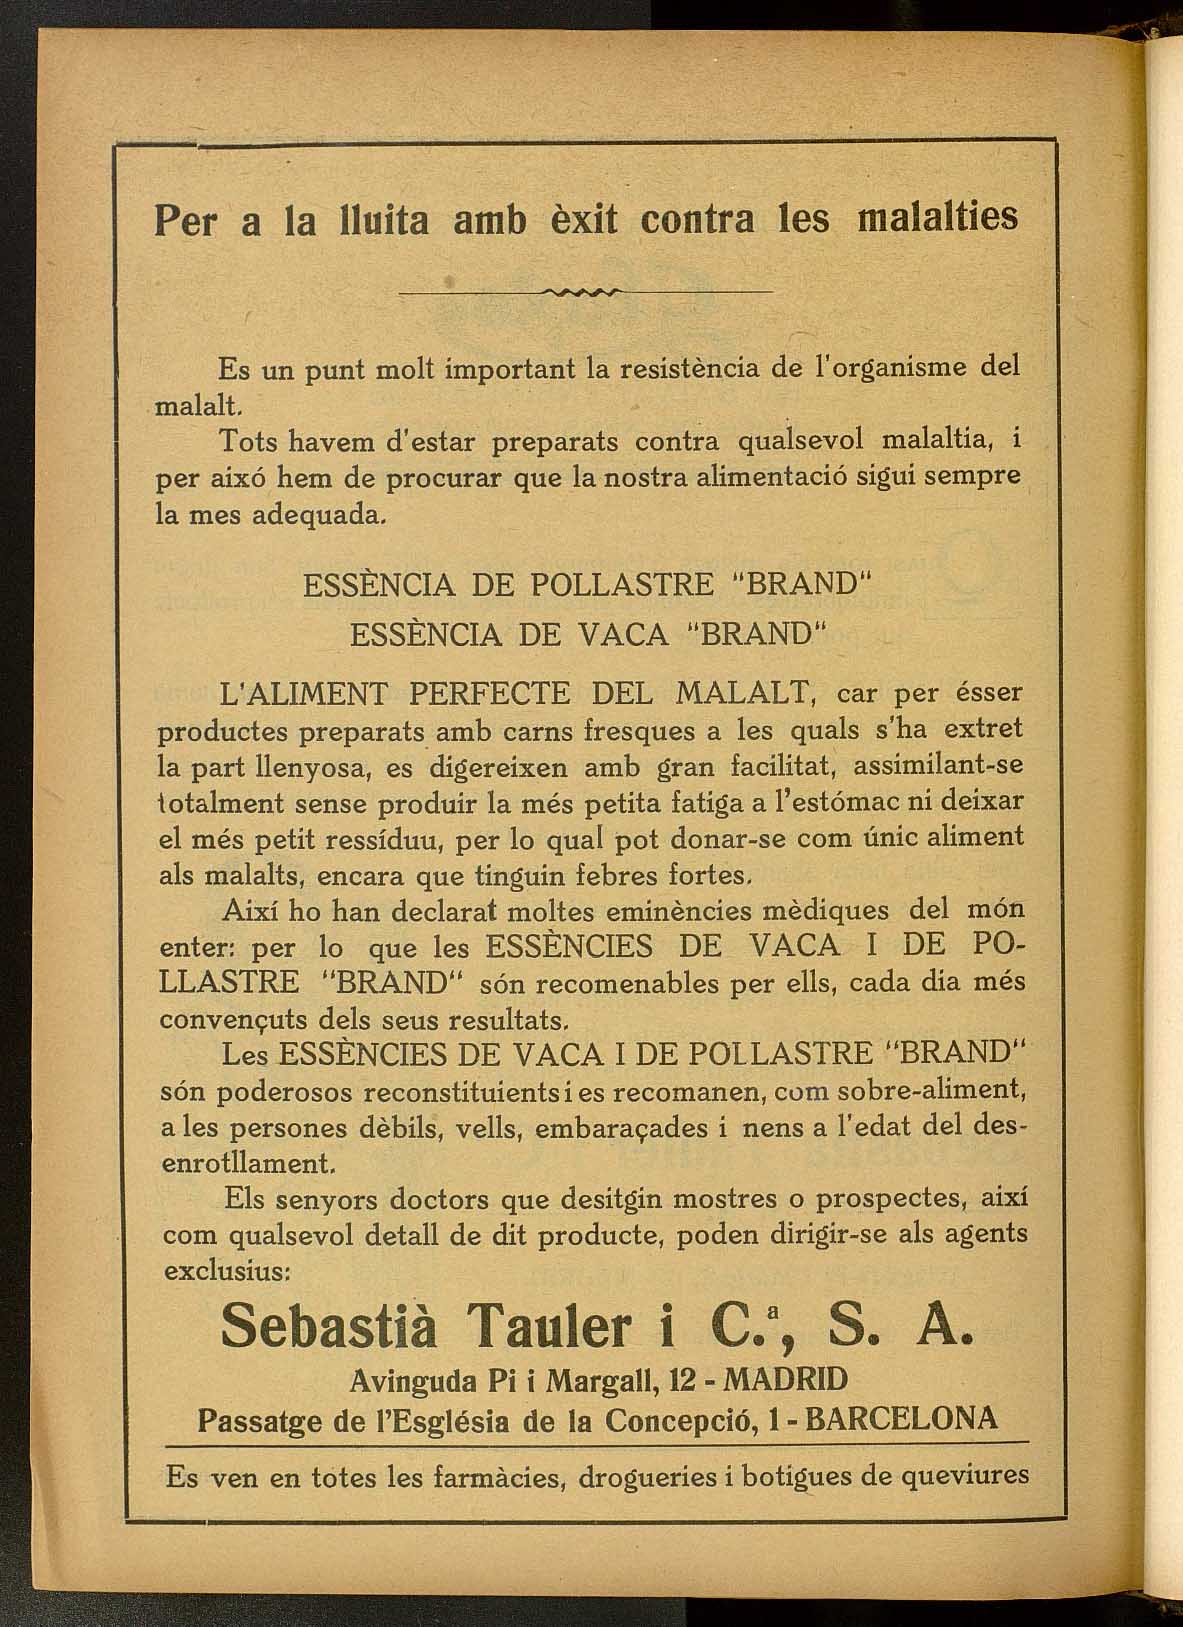 Per a la lluita amb èxit contra les malalties
Es un punt molt important la resistència de l'organisme del
malalt.
Tots havem d'estar preparats contra qualsevol malaltia, i
per aixó hem de procurar que la nostra alimentació sigui sempre
la mes adequada.
ESSÈNCIA DE POLLASTRE "BRAND"
ESSÈNCIA DE VACA "BRAND"
L'ALIMENT PERFECTE DEL MALALT, car per ésser
productes preparats amb carns fresques a les quals s'ha extret
la part llenyosa, es digereixen amb gran facilitat, assimilant-se
totalment sense produir la més petita fatiga a l'estómac ni deixar
el més petit ressíduu, per lo qual pot donar-se com únic aliment
als malalts, encara que tinguin febres fortes.
Així ho han declarat moltes eminències mèdiques del món
enter: per lo que les ESSÈNCIES DE VACA I DE PO-
LLASTRE "BRAND" són recomenables per ells, cada dia més
convençuts dels seus resultats.
Les ESSÈNCIES DE VACA I DE POLLASTRE "BRAND"
són poderosos reconstituients i es recomanen, com sobre-aliment,
a les persones dèbils, vells, embaraçades i nens a l'edat del des-
enrotllament.
Els senyors doctors que desitgin mostres o prospectes, així
com qualsevol detall de dit producte, poden dirigir-se als agents
exclusius:
Sebastià Tauler i C.ª, S. A.
Avinguda Pi i Margall, 12 - MADRID
Passatge de l'Església de la Concepció, 1 - BARCELONA
Es ven en totes les farmàcies, drogueries i botigues de queviures